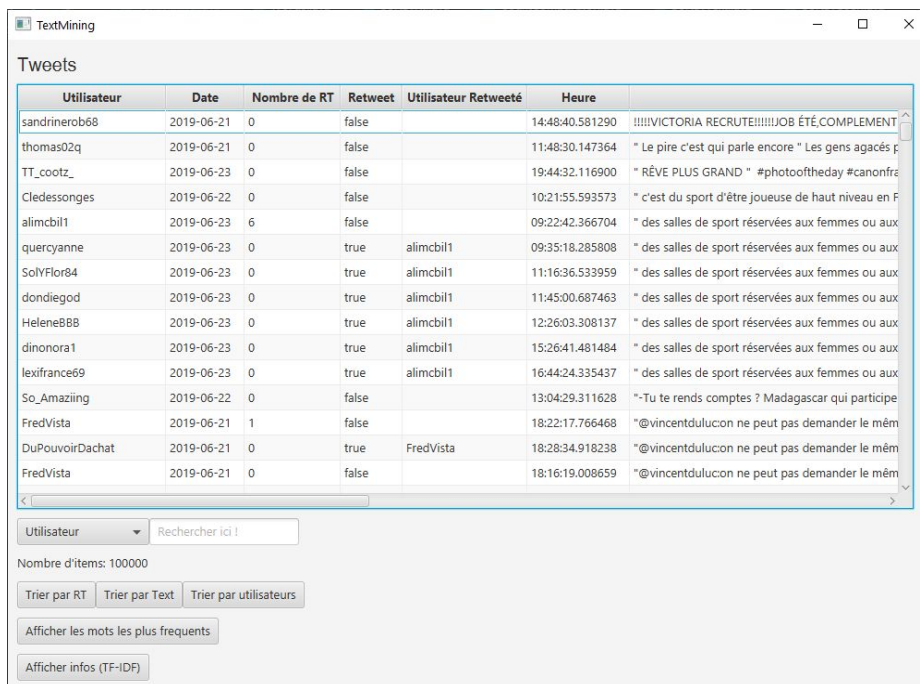 TextMining
Tweets
Utilisateur Date Nombre de RT Retweet Utilisateur Retweeté Heure
sandrinerob68 2019-06-21 0 false 14:48:40.581290 !!!!!VICTORIA RECRUTE!!!!!!JOB ÉTÉ,COMPLEMENT
thomas02q 2019-06-21 0 false 11:48:30.147364 " Le pire c'est qui parle encore " Les gens agacés p
TT_cootz_ 2019-06-23 0 false 19:44:32.116900 " RÊVE PLUS GRAND " #photooftheday #canonfra
Cledessonges 2019-06-22 0 false 10:21:55.593573 " c'est du sport d'être joueuse de haut niveau en F
alimcbil1 2019-06-23 6 false 09:22:42.366704 " des salles de sport réservées aux femmes ou aux
quercyanne 2019-06-23 0 true alimcbil1 09:35:18.285808 " des salles de sport réservées aux femmes ou aux
SolYFlor84 2019-06-23 0 true alimcbil1 11:16:36.533959 " des salles de sport réservées aux femmes ou aux
dondiegod 2019-06-23 0 true alimcbil1 11:45:00.687463 " des salles de sport réservées aux femmes ou aux
HeleneBBB 2019-06-23 0 true alimcbil1 12:26:03.308137 " des salles de sport réservées aux femmes ou aux
dinonora1 2019-06-23 0 true alimcbil1 15:26:41.481484 " des salles de sport réservées aux femmes ou aux
lexifrance69 2019-06-23 0 true alimcbil1 16:44:24.335437 " des salles de sport réservées aux femmes ou aux
So_Amaziing 2019-06-22 0 false 13:04:29.311628 "-Tu te rends comptes ? Madagascar qui participe
FredVista 2019-06-21 1 false 18:22:17.766468 "@vincentduluc:on ne peut pas demander le mêm
DuPouvoirDachat 2019-06-21 0 true FredVista 18:28:34.918238 "@vincentduluc:on ne peut pas demander le mêm
FredVista 2019-06-21 0 false 18:16:19.008659 "@vincentduluc:on ne peut pas demander le mêm
Utilisateur Rechercher ici !
Nombre d'items: 100000
Trier par RT Trier par Text Trier par utilisateurs
Afficher les mots les plus frequents
Afficher infos (TF-IDF)